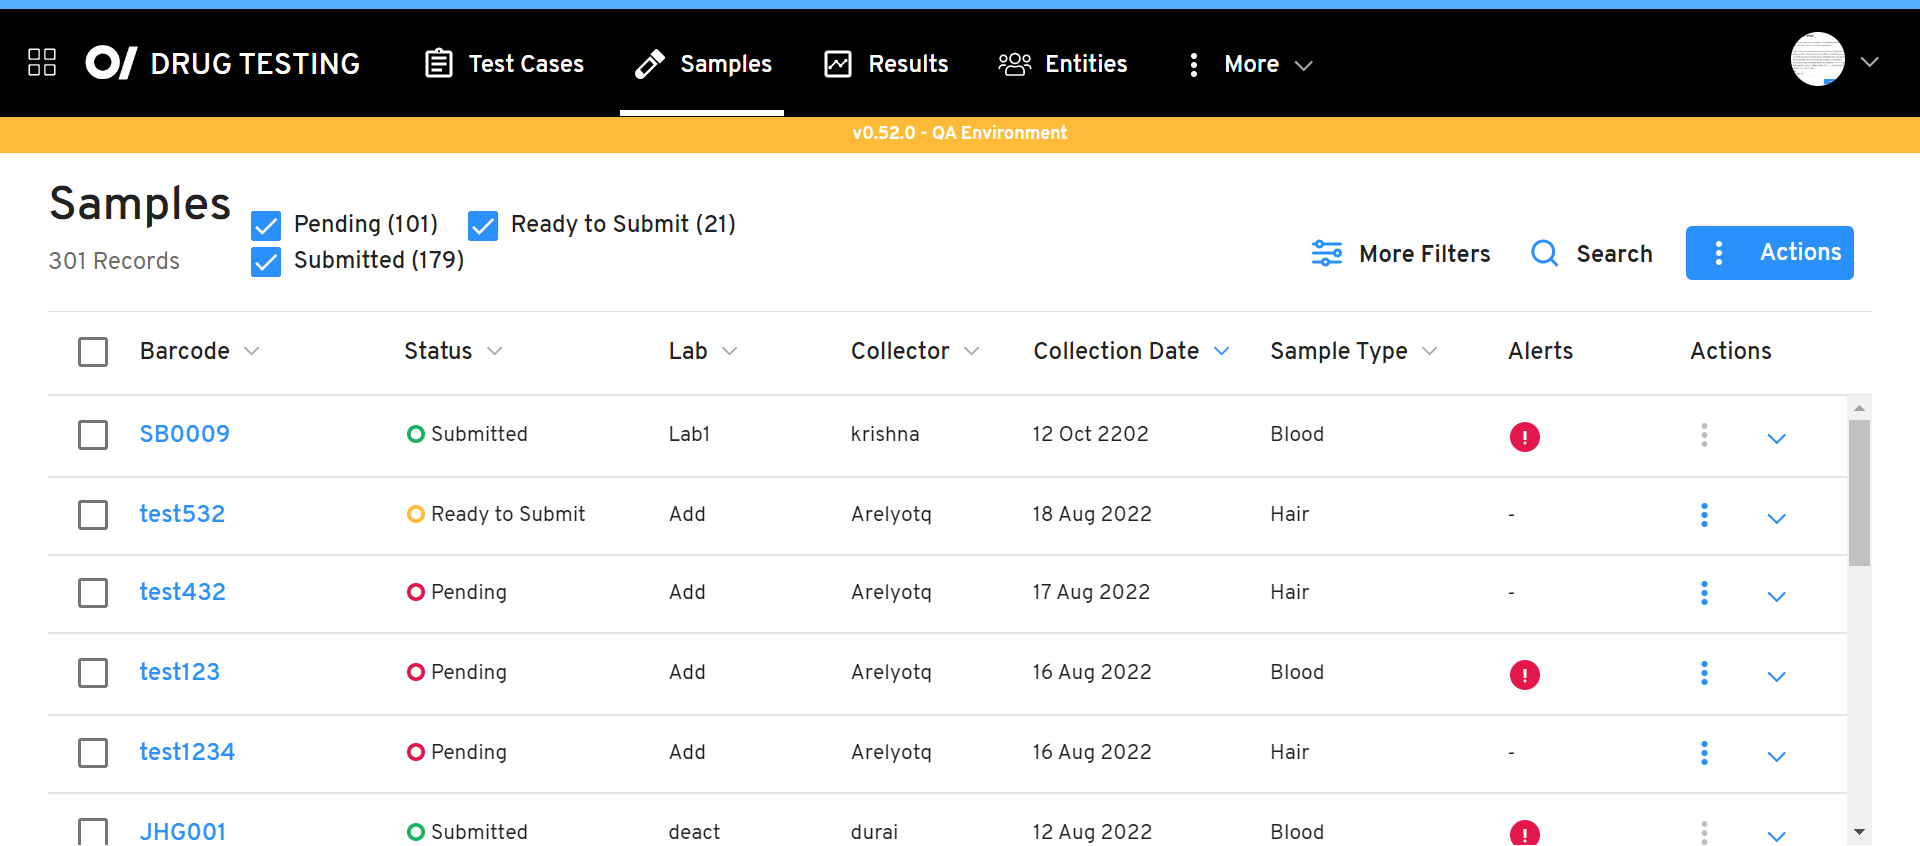 DRUG TESTING Test Cases Samples Results Entities More
v0.52.0 - QA Environment
Samples
Pending (101) Ready to Submit (21)
301 Records
Submitted (179)
More Filters Search Actions
Barcode Status Lab Collector Collection Date Sample Type Alerts Actions
SB0009 Submitted Lab1 krishna 12 Oct 2202 Blood
test532 Ready to Submit Add Arelyotq 18 Aug 2022 Hair -
test432 Pending Add Arelyotq 17 Aug 2022 Hair -
test123 Pending Add Arelyotq 16 Aug 2022 Blood
test1234 Pending Add Arelyotq 16 Aug 2022 Hair -
JHG001 Submitted deact durai 12 Aug 2022 Blood